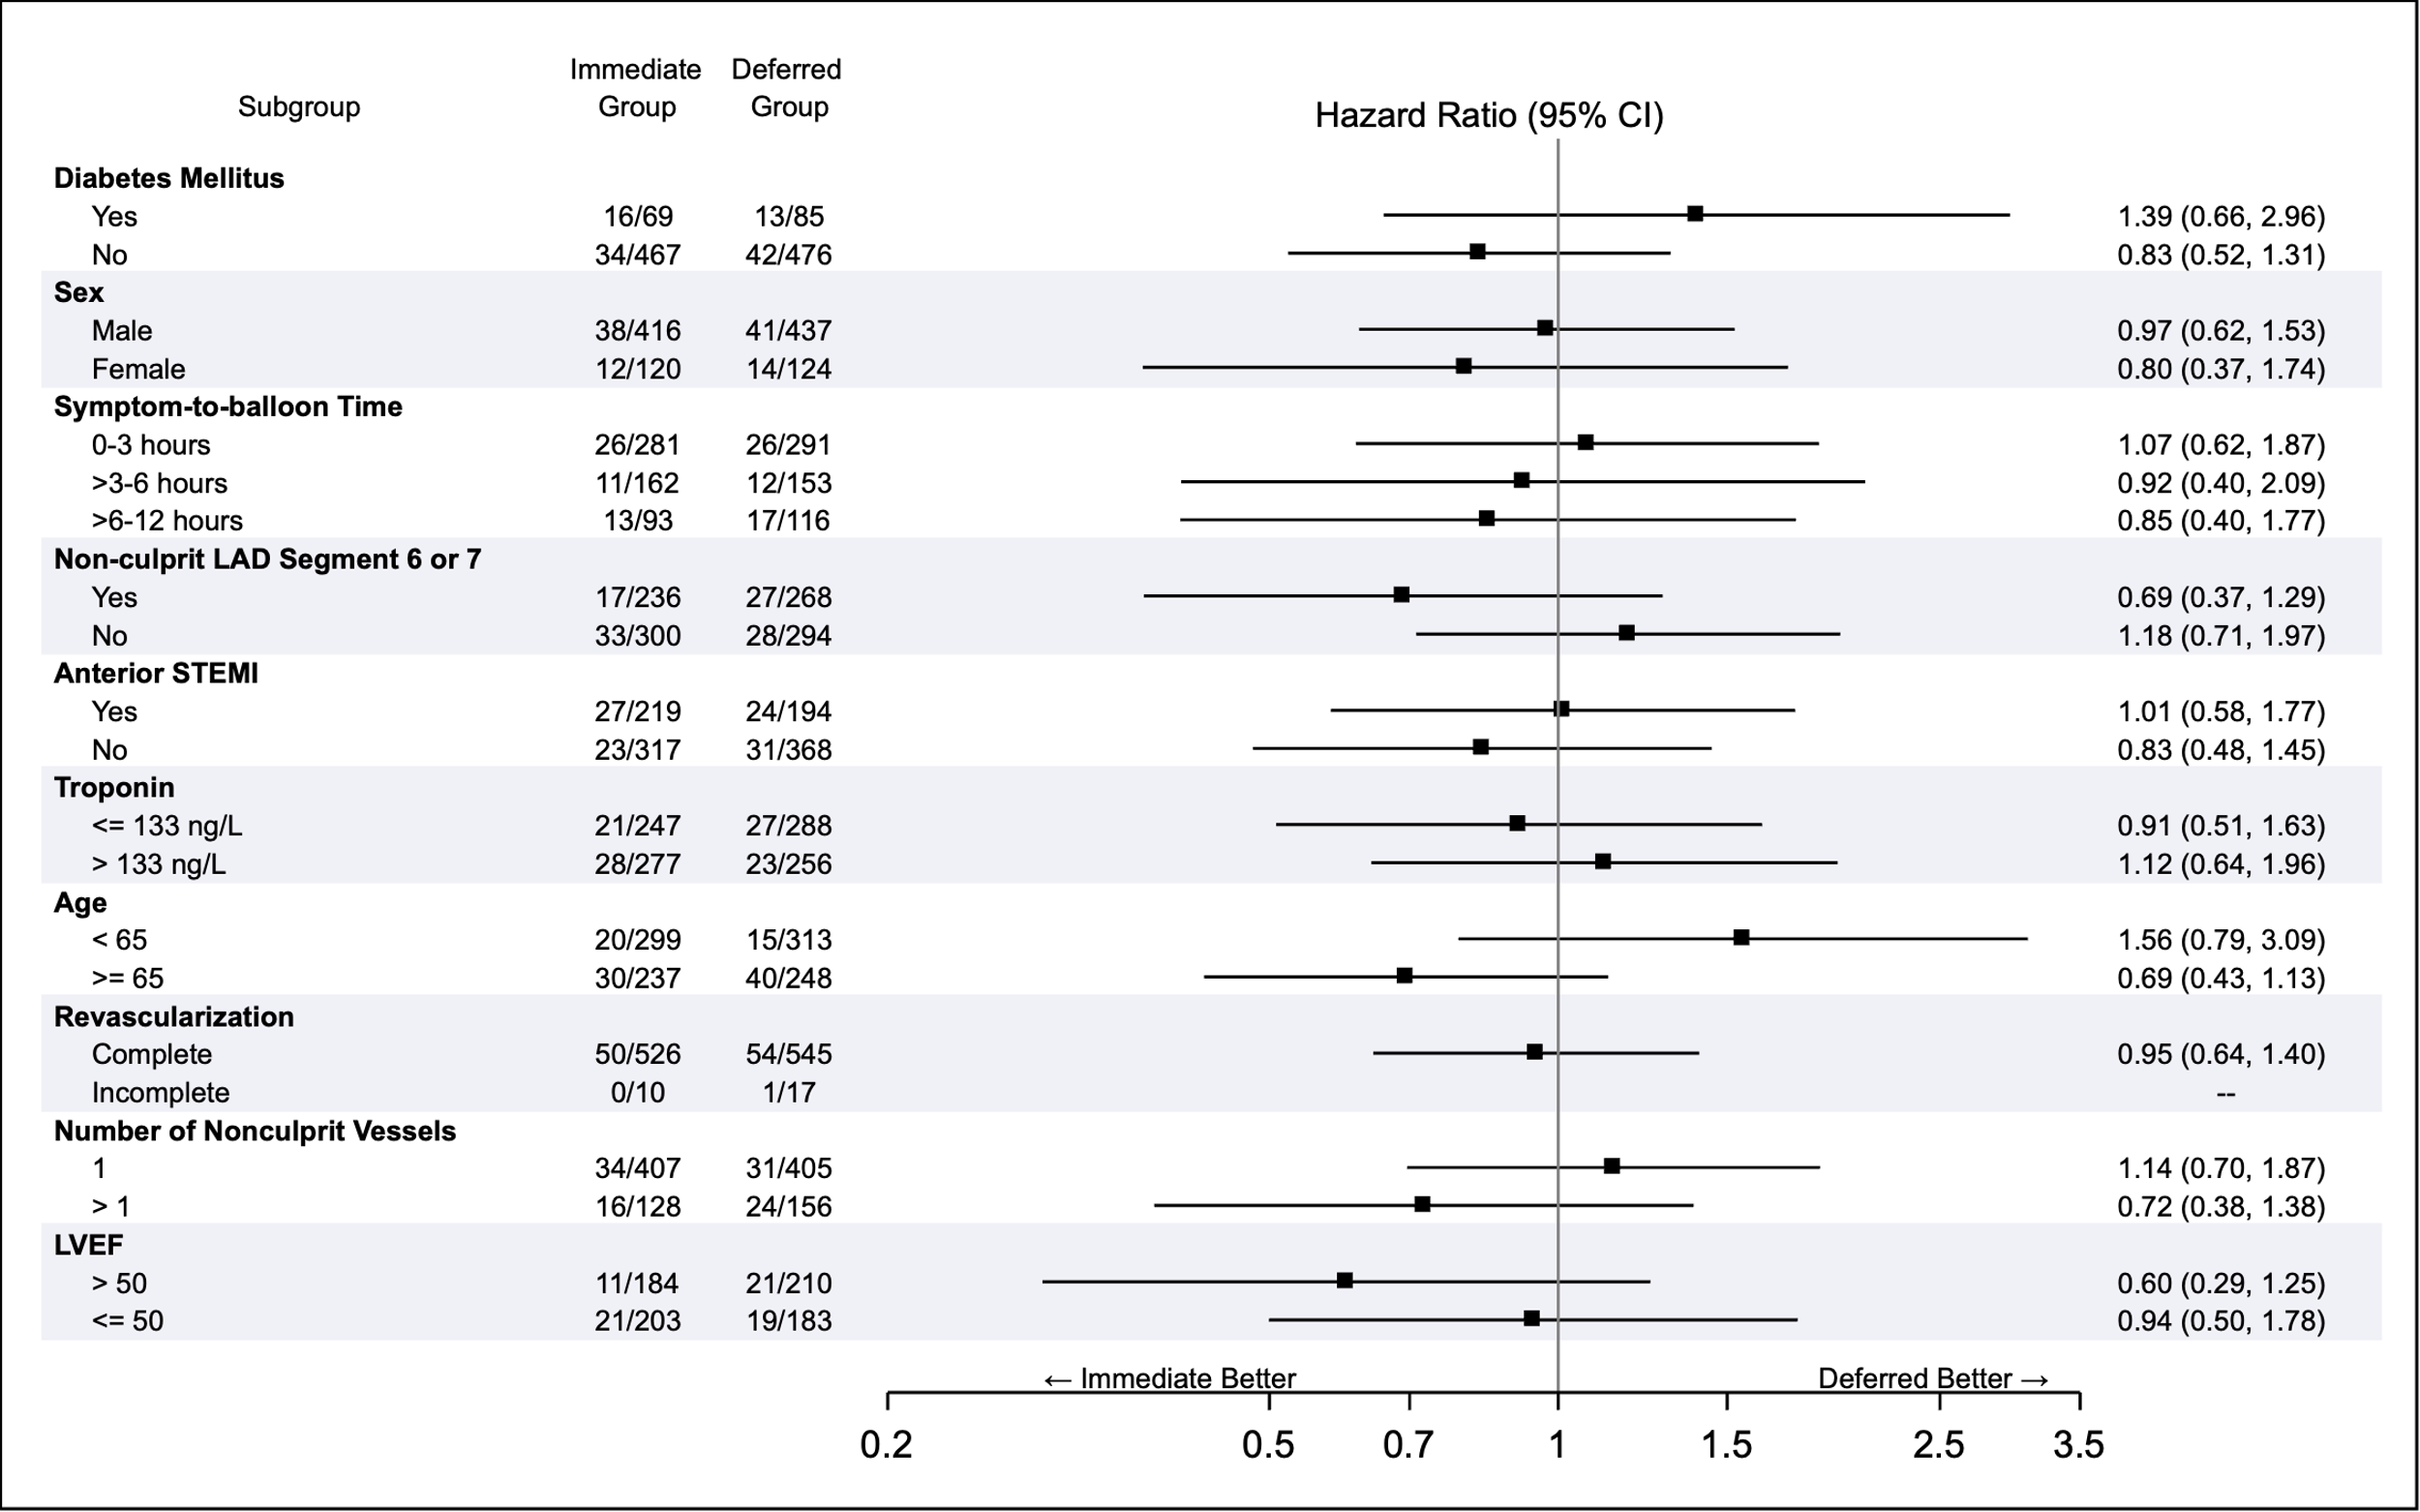 Immediate Deferred
Subgroup Group Group
Hazard Ratio (95% CI)
Diabetes Mellitus
Yes 16/69 13/85 1.39 (0.66, 2.96)
No 34/467 42/476 0.83 (0.52, 1.31)
Sex
Male 38/416 41/437 0.97 (0.62, 1.53)
Female 12/120 14/124 0.80 (0.37, 1.74)
Symptom-to-balloon Time
0-3 hours 26/281 26/291 1.07 (0.62, 1.87)
>3-6 hours 11/162 12/153 0.92 (0.40, 2.09)
>6-12 hours 13/93 17/116 0.85 (0.40, 1.77)
Non-culprit LAD Segment 6 or 7
Yes 17/236 27/268 0.69 (0.37, 1.29)
No 33/300 28/294 1.18 (0.71, 1.97)
Anterior STEMI
Yes 27/219 24/194 1.01 (0.58, 1.77)
No 23/317 31/368 0.83 (0.48, 1.45)
Troponin
<= 133 ng/L 21/247 27/288 0.91 (0.51, 1.63)
> 133 ng/L 28/277 23/256 1.12 (0.64, 1.96)
Age
< 65 20/299 15/313 1.56 (0.79, 3.09)
>= 65 30/237 40/248 0.69 (0.43, 1.13)
Revascularization
Complete 50/526 54/545 0.95 (0.64, 1.40)
Incomplete 0/10 1/17 --
Number of Nonculprit Vessels
1 34/407 31/405 1.14 (0.70, 1.87)
> 1 16/128 24/156 0.72 (0.38, 1.38)
LVEF
> 50 11/184 21/210 0.60 (0.29, 1.25)
<= 50 21/203 19/183 0.94 (0.50, 1.78)
← Immediate Better Deferred Better →
0.2 0.5 0.7 1 1.5 2.5 3.5